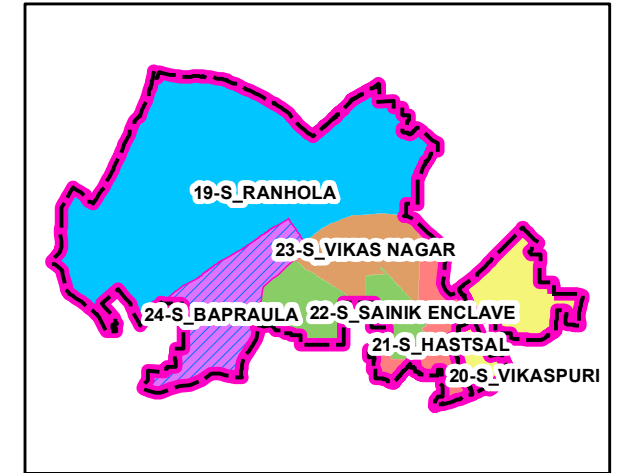 19-S_RANHOLA
23-S_VIKAS NAGAR
24-S_BAPRAULA
22-S_SAINIK ENCLAVE
21-S_HASTSAL
20-S_VIKASPURI